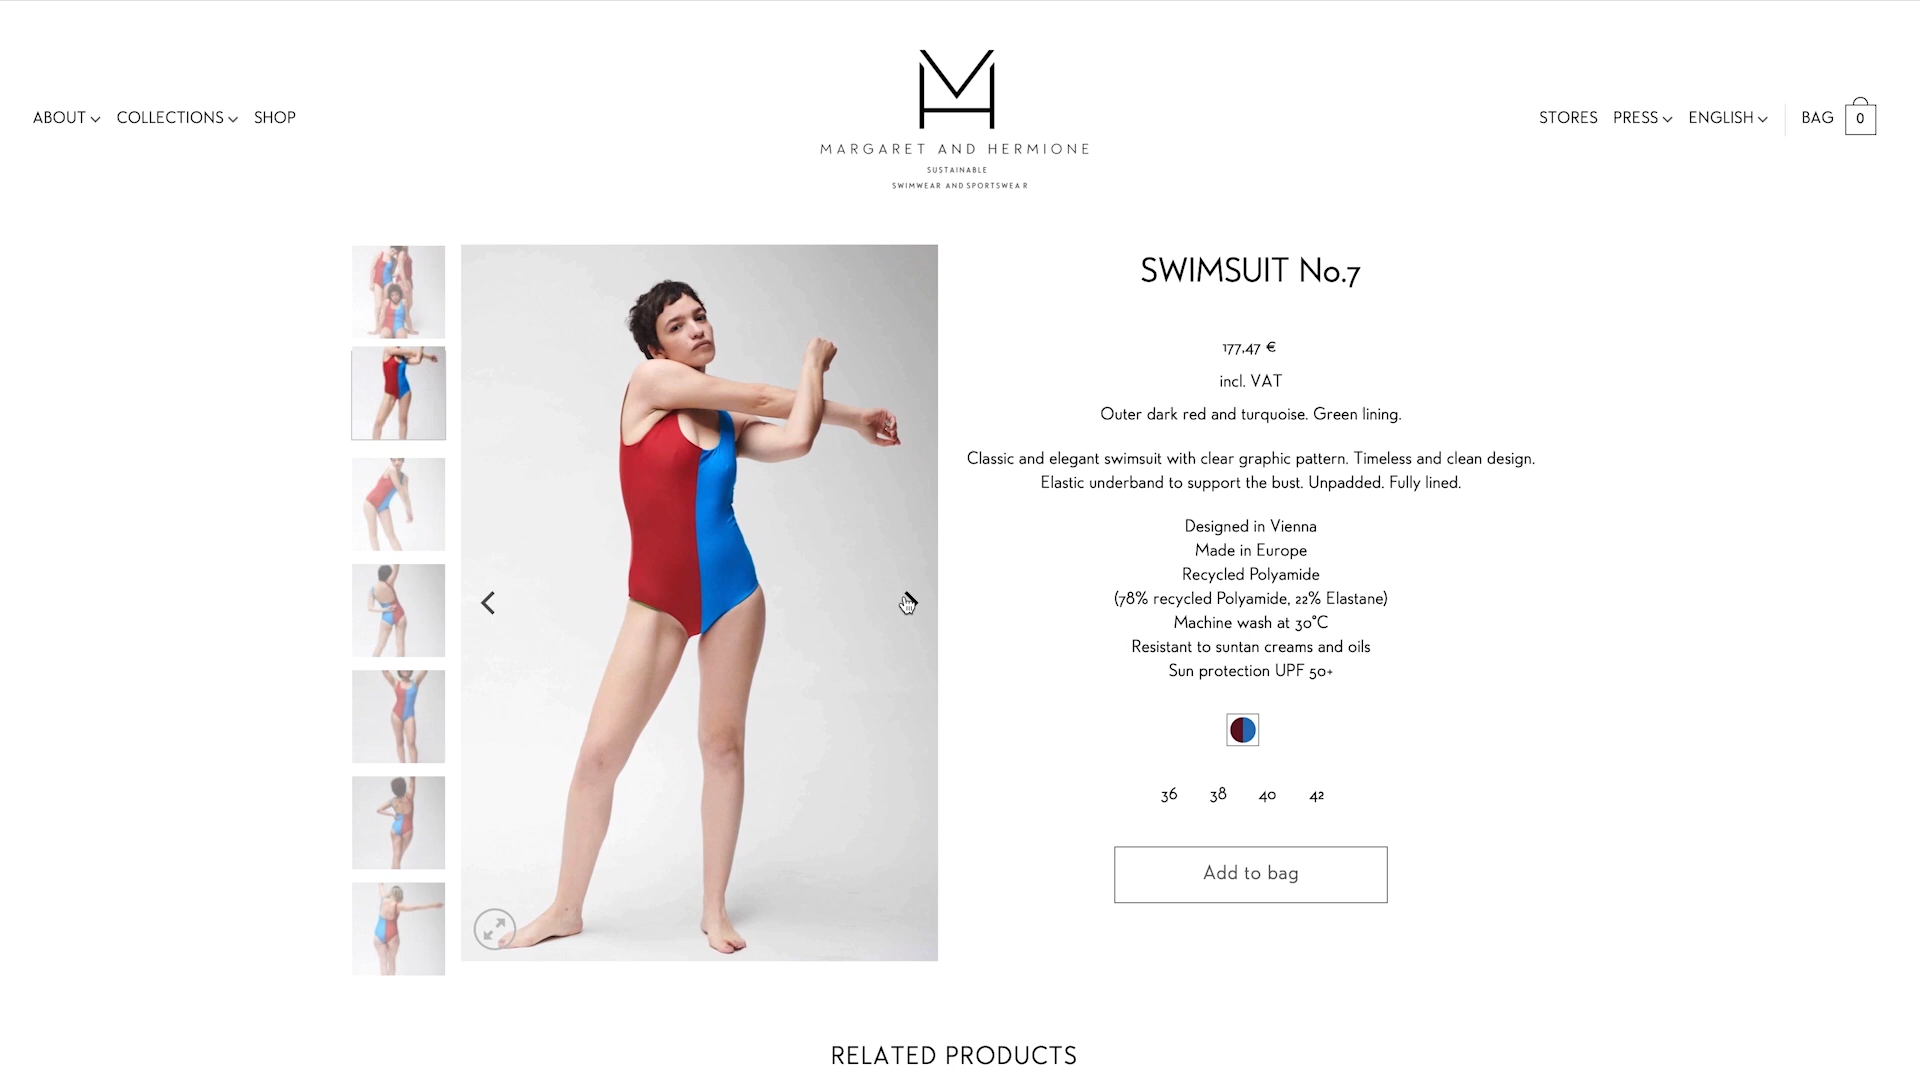 ABOUT
COLLECTIONS
SHOP
MARGARET AND HERMIONE
SUSTAINABLE
SWIMWEAR AND SPORTSWEAR
STORES
PRESS
ENGLISH
BAG
0
SWIMSUIT No.7
177,47 €
incl. VAT
Outer dark red and turquoise. Green lining.
Classic and elegant swimsuit with clear graphic pattern. Timeless and clean design.
Elastic underband to support the bust. Unpadded. Fully lined.
Designed in Vienna
Made in Europe
Recycled Polyamide
(78% recycled Polyamide, 22% Elastane)
Machine wash at 30°C
Resistant to suntan creams and oils
Sun protection UPF 50+
36
38
40
42
Add to bag
RELATED PRODUCTS